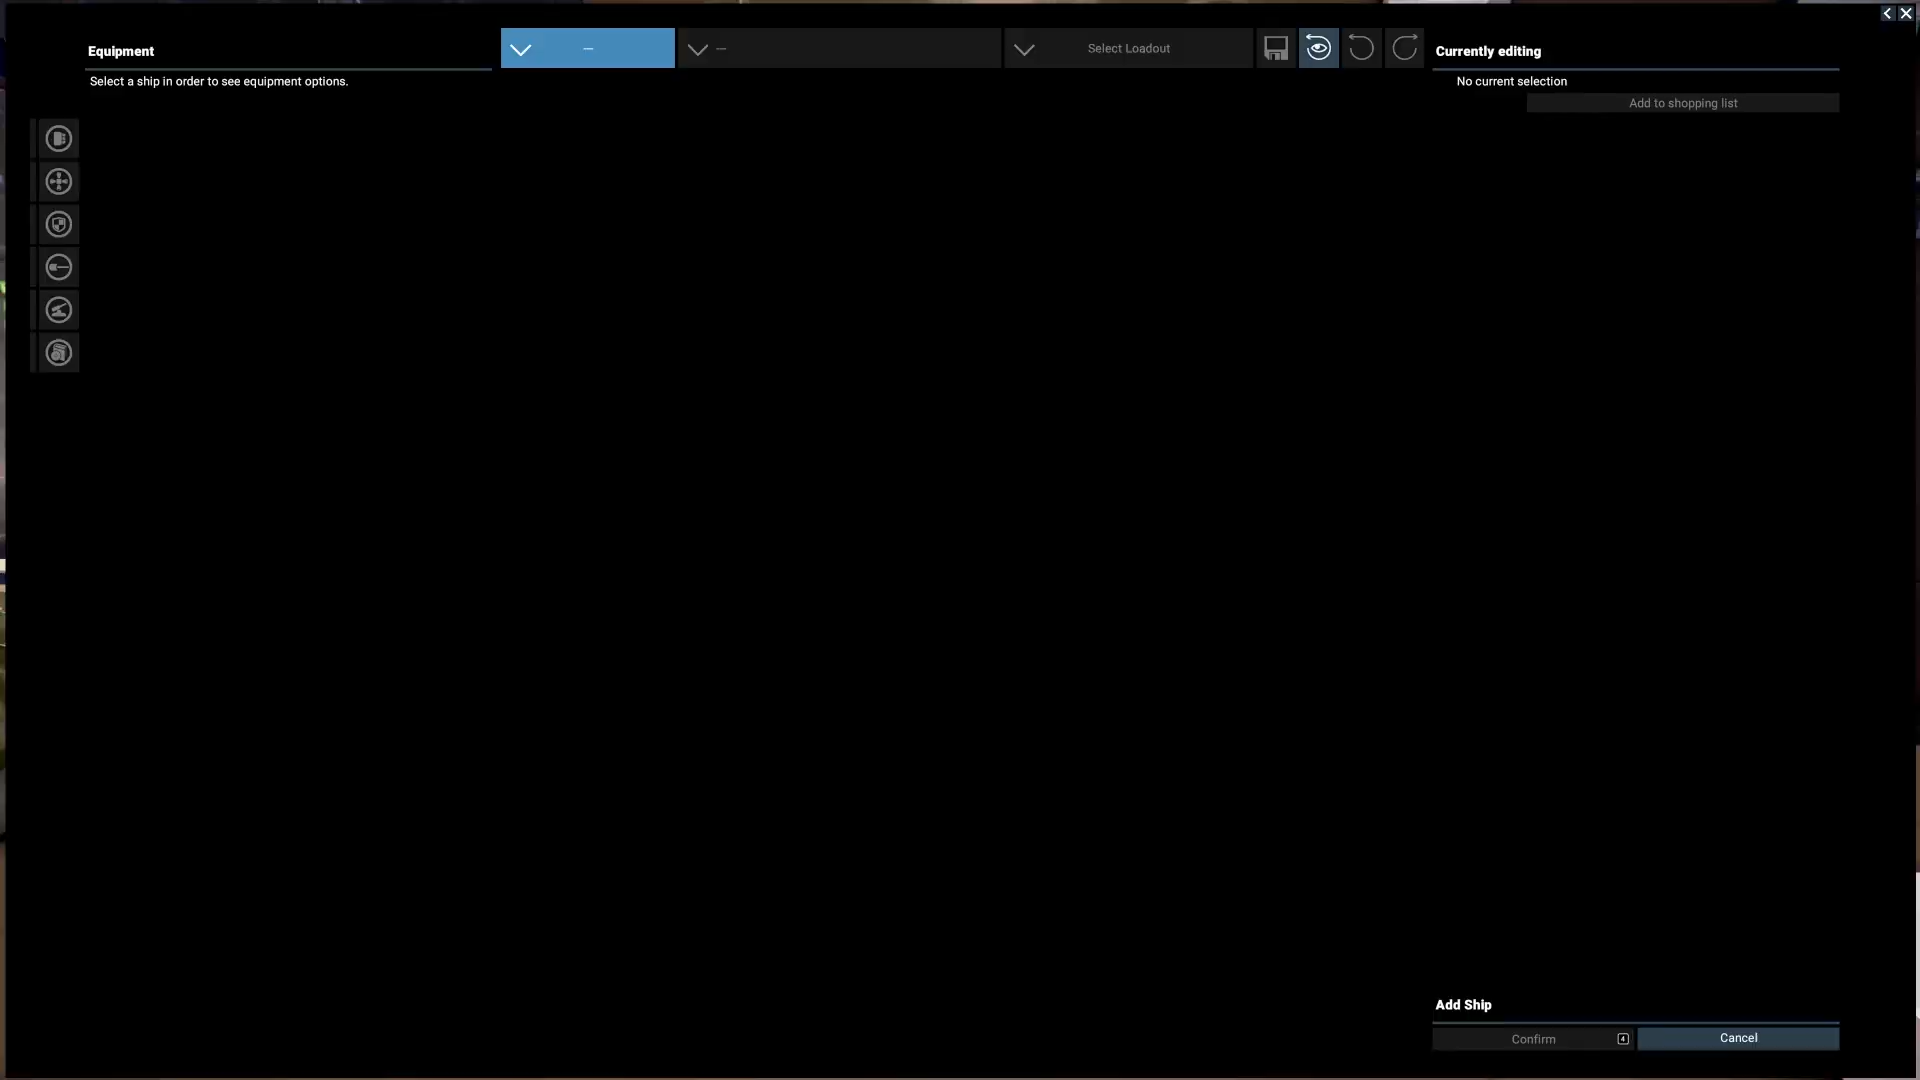 Equipment
Select a ship in order to see equipment options.
—
—
Select Loadout
Currently editing
No current selection
Add to shopping list
Add Ship
Confirm
4
Cancel